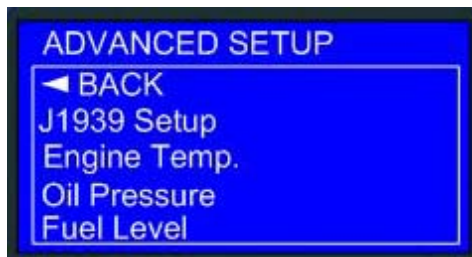 ADVANCED SETUP
◄ BACK
J1939 Setup
Engine Temp.
Oil Pressure
Fuel Level